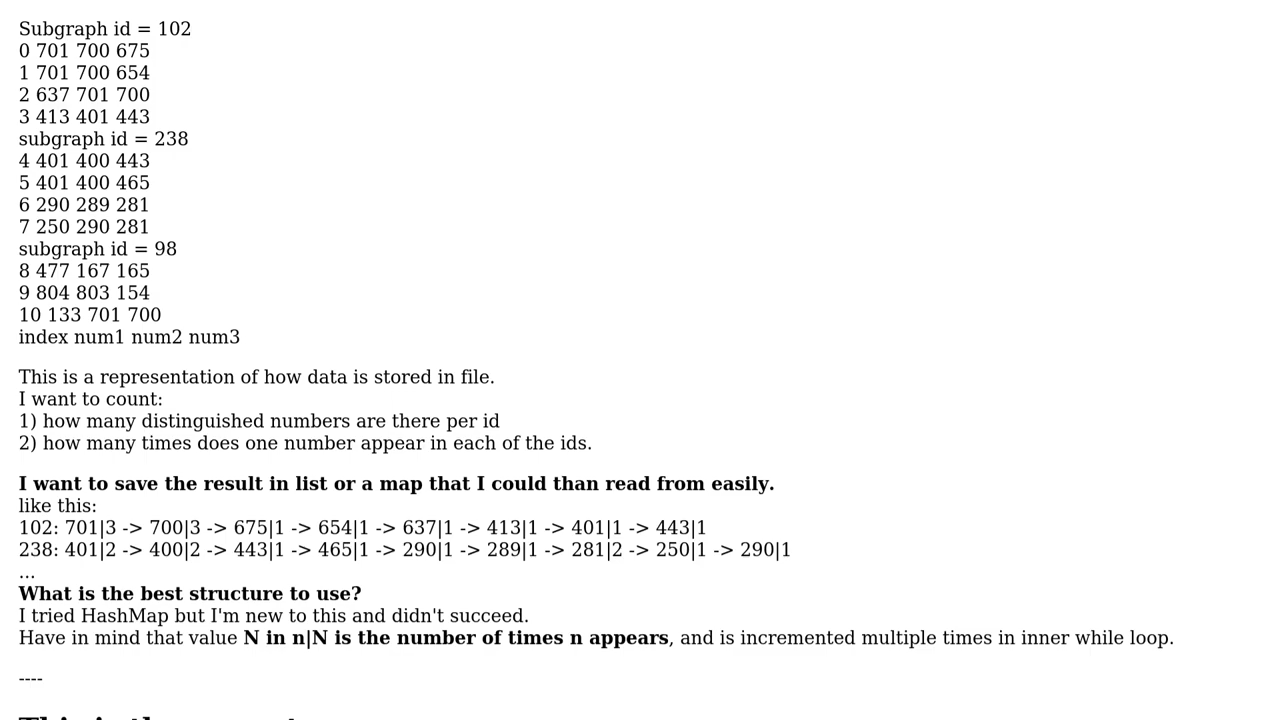 Subgraph id = 102
0 701 700 675
1 701 700 654
2 637 701 700
3 413 401 443
subgraph id = 238
4 401 400 443
5 401 400 465
6 290 289 281
7 250 290 281
subgraph id = 98
8 477 167 165
9 804 803 154
10 133 701 700
index num1 num2 num3
This is a representation of how data is stored in file.
I want to count:
1) how many distinguished numbers are there per id
2) how many times does one number appear in each of the ids.
I want to save the result in list or a map that I could than read from easily.
like this:
102: 701|3 -> 700|3 -> 675|1 -> 654|1 -> 637|1 -> 413|1 -> 401|1 -> 443|1
238: 401|2 -> 400|2 -> 443|1 -> 465|1 -> 290|1 -> 289|1 -> 281|2 -> 250|1 -> 290|1
...
What is the best structure to use?
I tried HashMap but I'm new to this and didn't succeed.
Have in mind that value N in n|N is the number of times n appears, and is incremented multiple times in inner while loop.
----